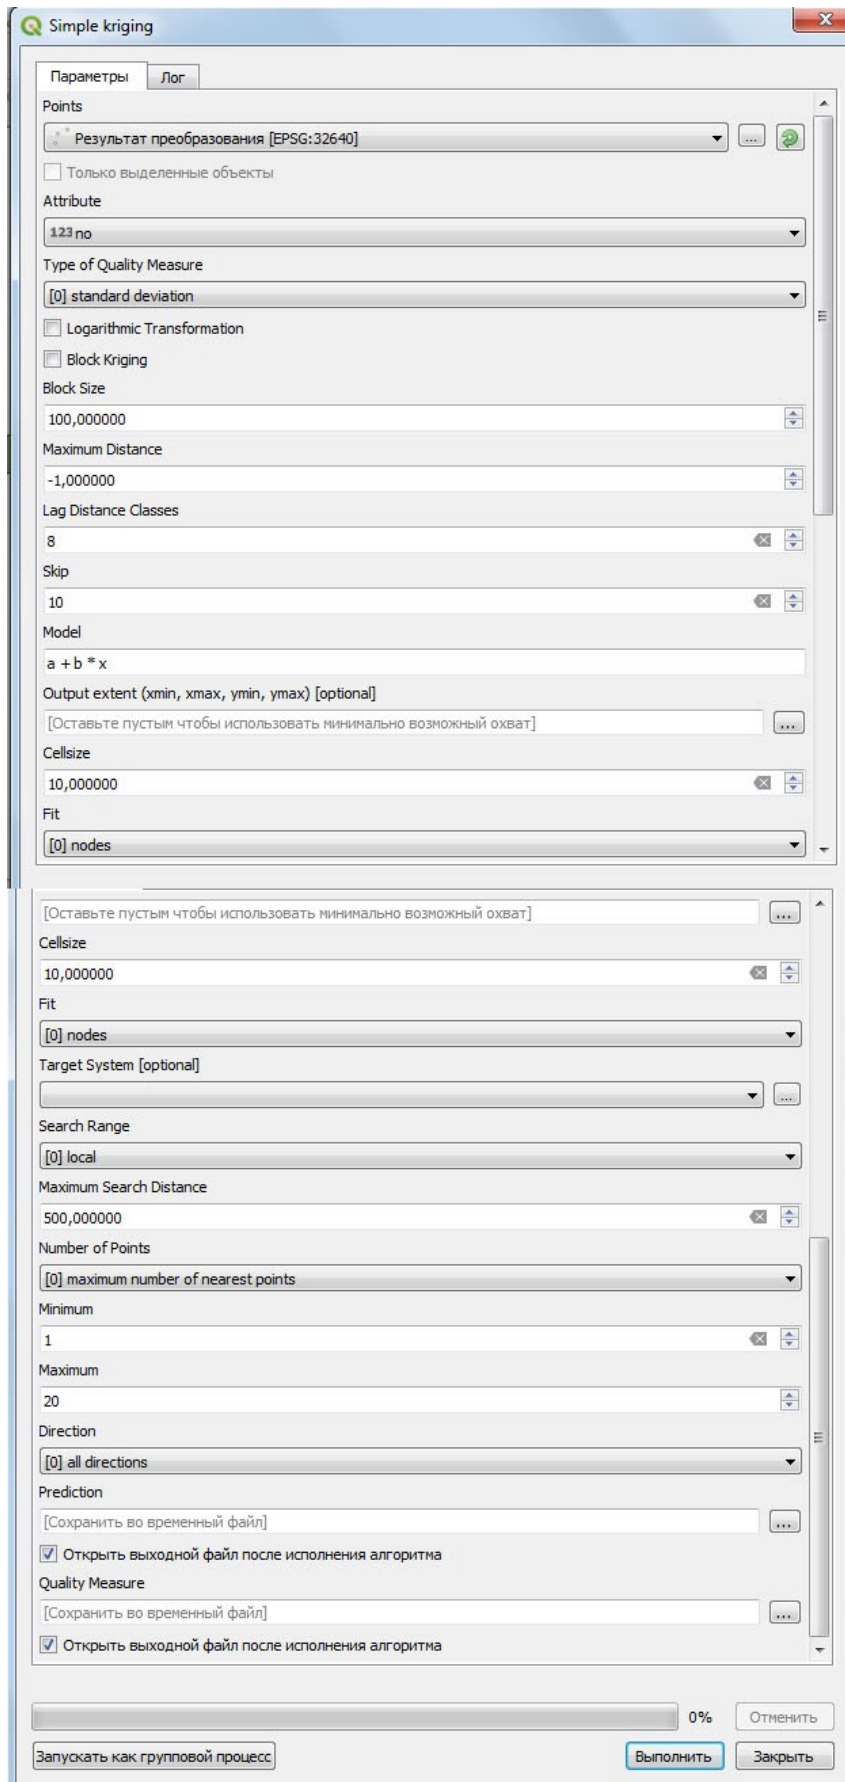 Simple kriging
Параметры
Лог
Points
Результат преобразования [EPSG:32640]
...
Только выделенные объекты
Attribute
123 no
Type of Quality Measure
[0] standard deviation
Logarithmic Transformation
Block Kriging
Block Size
100,000000
Maximum Distance
-1,000000
Lag Distance Classes
8
Skip
10
Model
a + b * x
Output extent (xmin, xmax, ymin, ymax) [optional]
[Оставьте пустым чтобы использовать минимально возможный охват]
...
Cellsize
10,000000
Fit
[0] nodes
[Оставьте пустым чтобы использовать минимально возможный охват]
...
Cellsize
10,000000
Fit
[0] nodes
Target System [optional]
...
Search Range
[0] local
Maximum Search Distance
500,000000
Number of Points
[0] maximum number of nearest points
Minimum
1
Maximum
20
Direction
[0] all directions
Prediction
[Сохранить во временный файл]
...
Открыть выходной файл после исполнения алгоритма
Quality Measure
[Сохранить во временный файл]
...
Открыть выходной файл после исполнения алгоритма
0%
Отменить
Запускать как групповой процесс
Выполнить
Закрыть